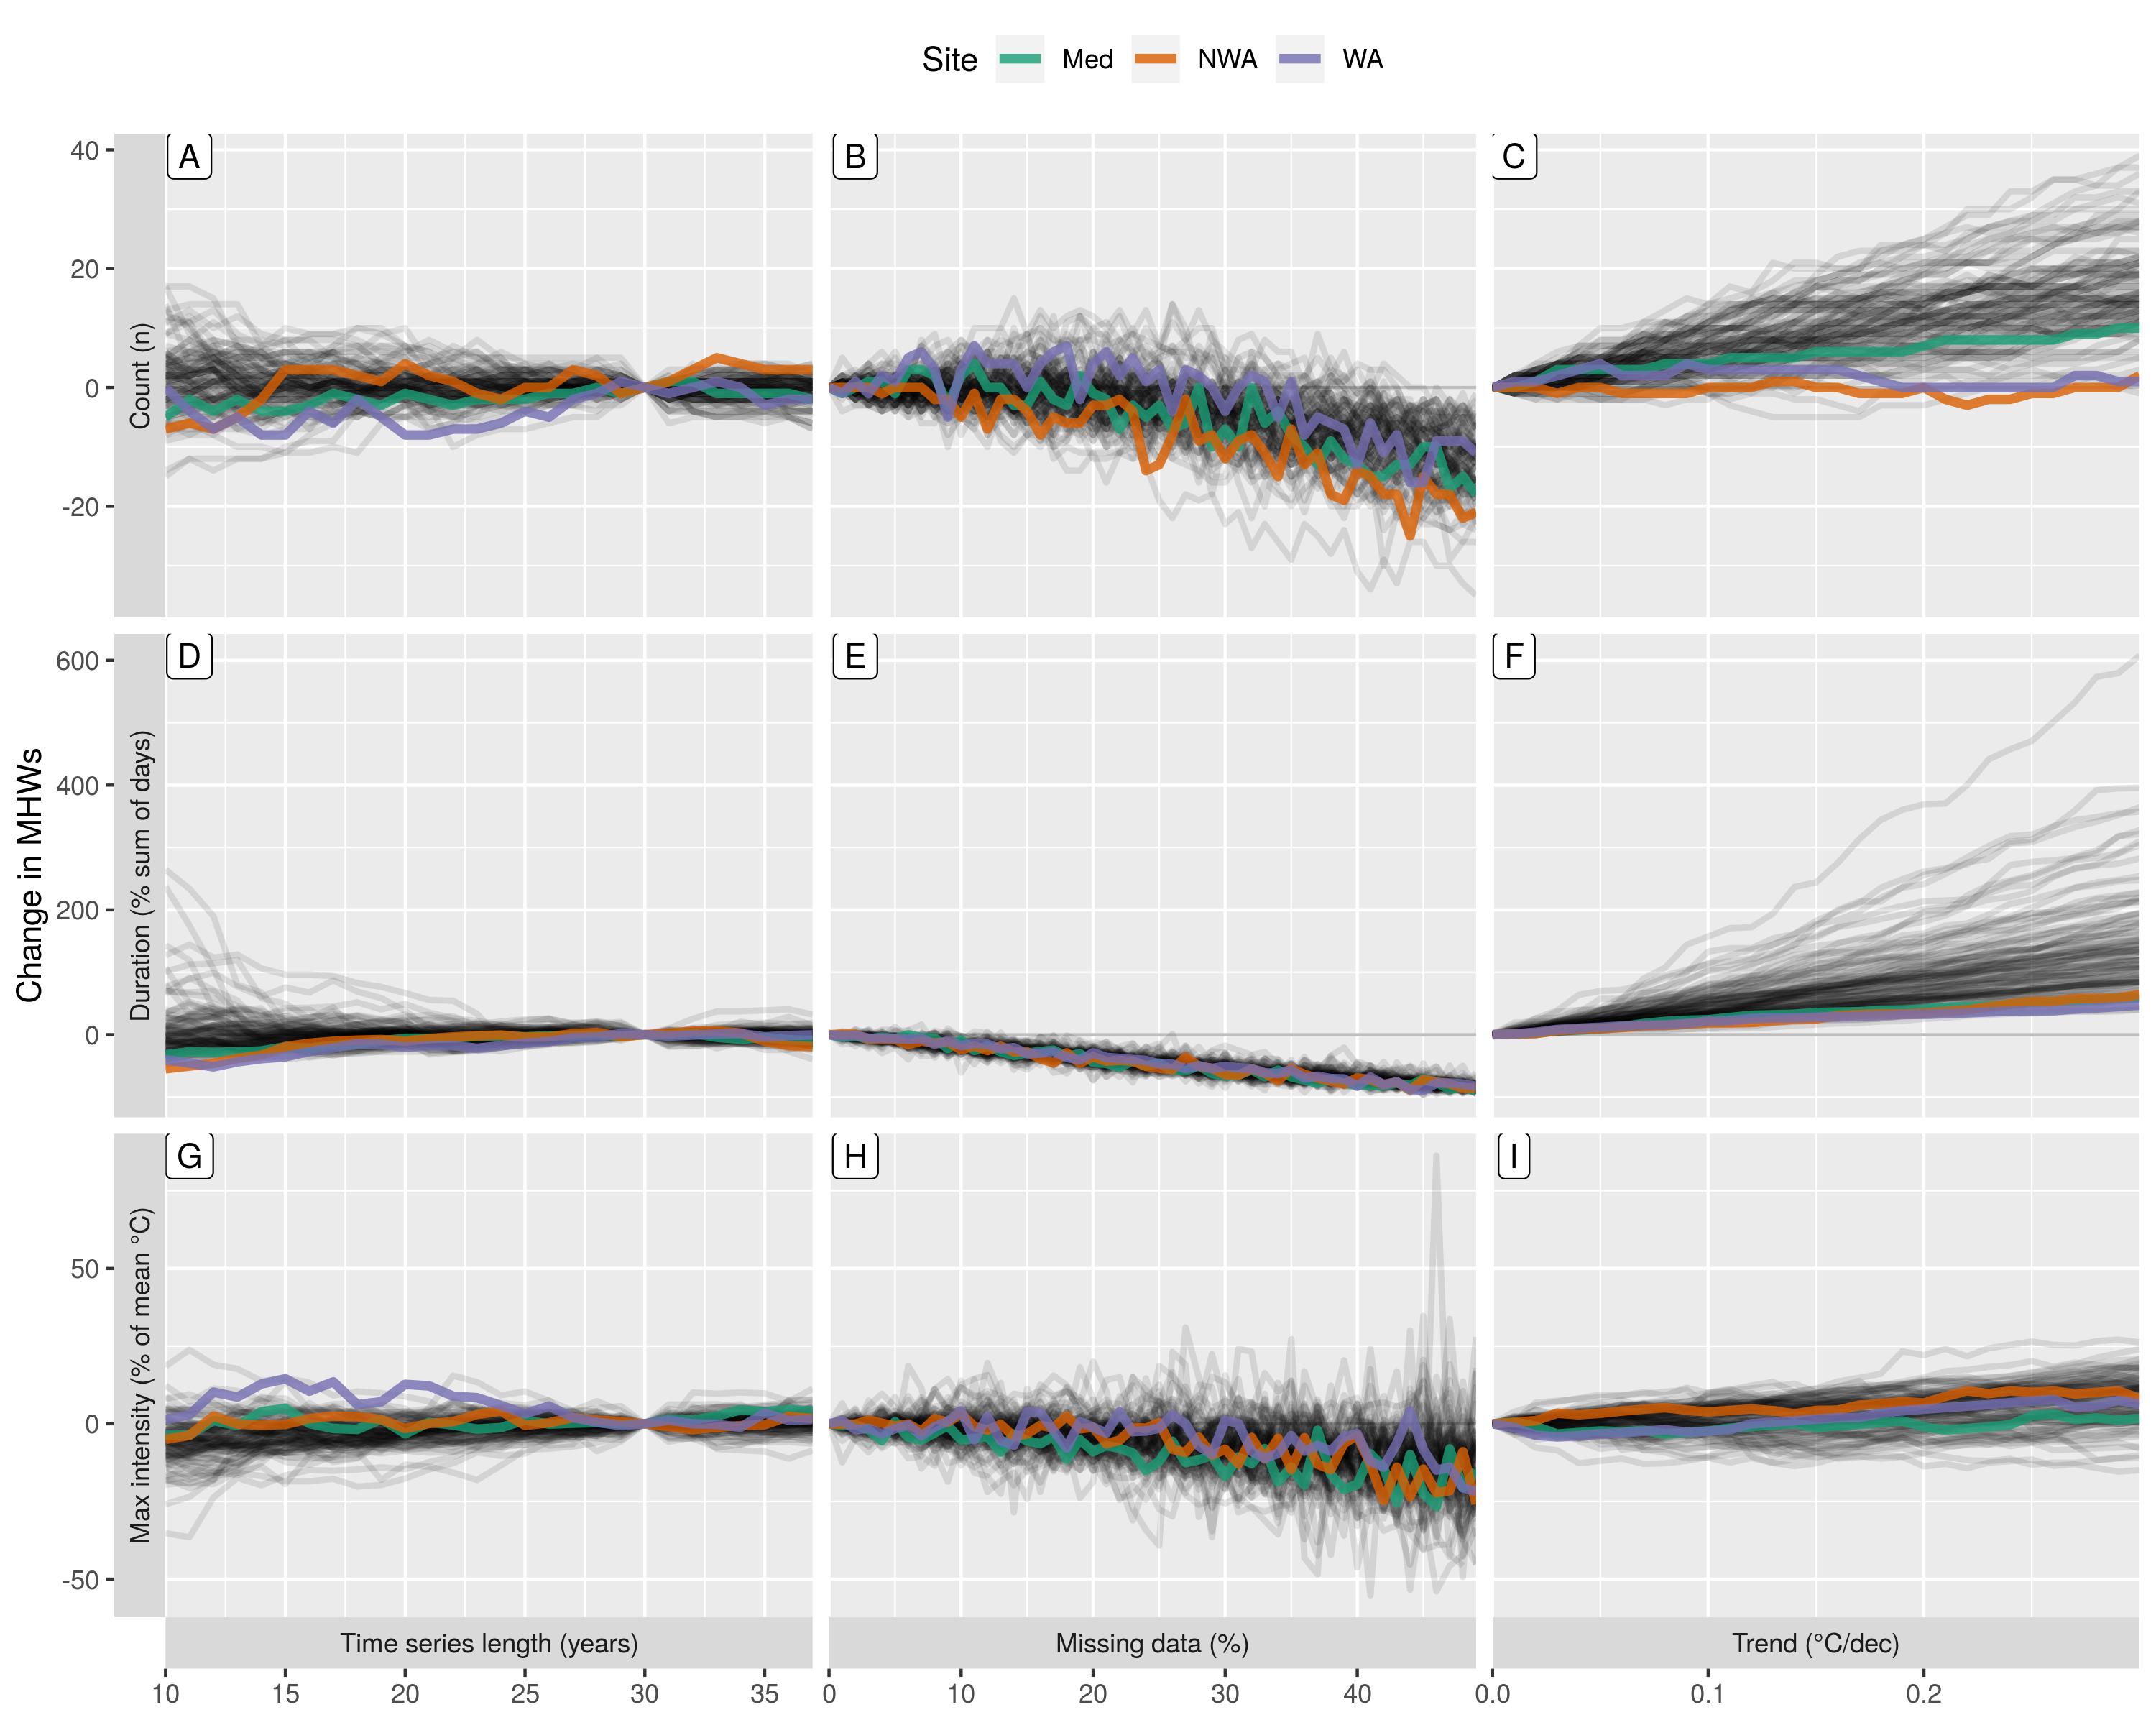 Site Med NWA WA
A B C
40
20
0
-20
Count (n)
D E F
600
400
200
0
Duration (% sum of days)
Change in MHWs
G H I
50
0
-50
Max intensity (% of mean °C)
Time series length (years) Missing data (%) Trend (°C/dec)
10 15 20 25 30 35 0 10 20 30 40 0.0 0.1 0.2